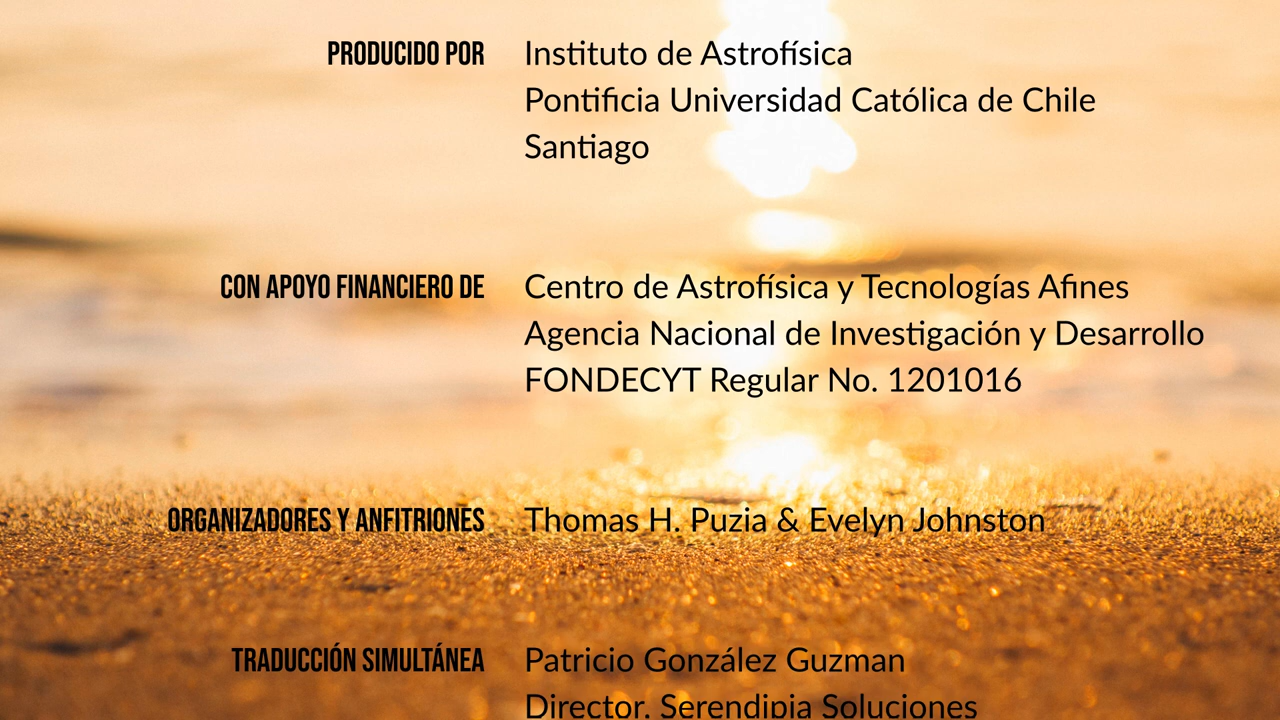 PRODUCIDO POR Instituto de Astrofísica
Pontificia Universidad Católica de Chile
Santiago
CON APOYO FINANCIERO DE Centro de Astrofísica y Tecnologías Afines
Agencia Nacional de Investigación y Desarrollo
FONDECYT Regular No. 1201016
ORGANIZADORES Y ANFITRIONES Thomas H. Puzia & Evelyn Johnston
TRADUCCIÓN SIMULTÁNEA Patricio González Guzman
Director, Serendipia Soluciones